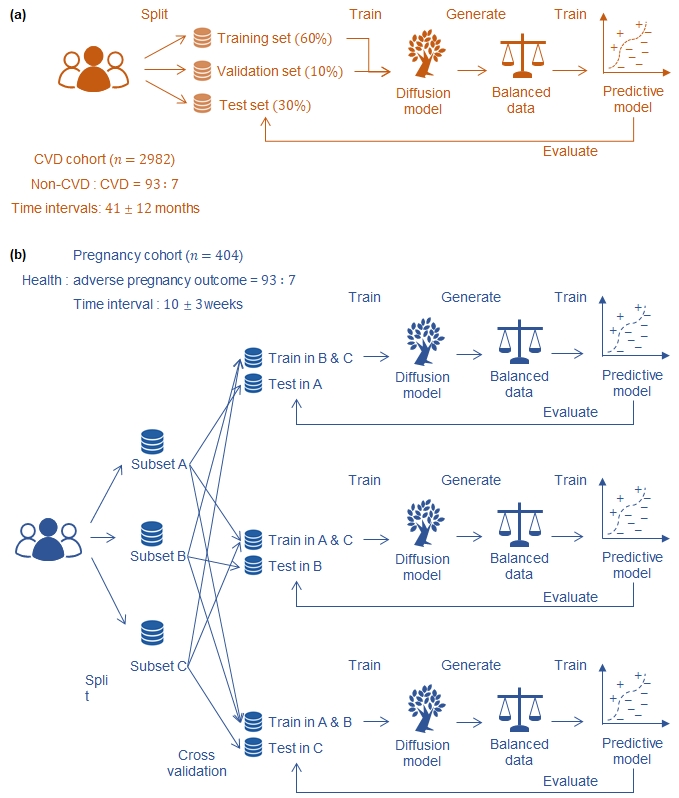 (a)
Split
Train
Generate
Train
Training set (60%)
Validation set (10%)
Test set (30%)
Diffusion
model
Balanced
data
Predictive
model
Evaluate
CVD cohort (n = 2982)
Non-CVD : CVD = 93 : 7
Time intervals: 41 ± 12 months
(b)
Pregnancy cohort (n = 404)
Health : adverse pregnancy outcome = 93 : 7
Time interval : 10 ± 3weeks
Train
Generate
Train
Train in B & C
Test in A
Diffusion
model
Balanced
data
Predictive
model
Evaluate
Subset A
Subset B
Subset C
Spli
t
Train
Generate
Train
Train in A & C
Test in B
Diffusion
model
Balanced
data
Predictive
model
Evaluate
Train
Generate
Train
Train in A & B
Test in C
Diffusion
model
Balanced
data
Predictive
model
Cross
validation
Evaluate